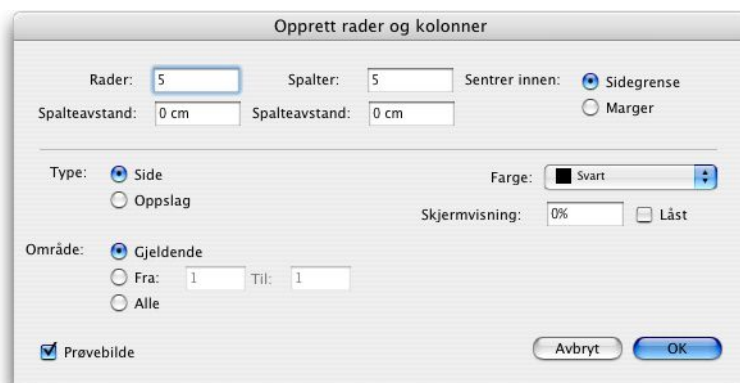 Opprett rader og kolonner
Rader: 5 Spalter: 5 Sentrer innen: Sidegrense
Spalteavstand: 0 cm Spalteavstand: 0 cm Marger
Type: Side Farge: Svart
Oppslag
Skjermvisning: 0% Låst
Område: Gjeldende
Fra: 1 Til: 1
Alle
Prøvebilde Avbryt OK